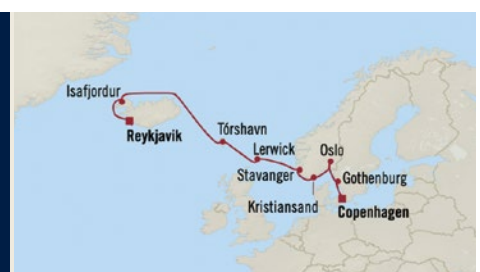 Isafjordur
Reykjavik
Tórshavn
Lerwick
Oslo
Stavanger
Gothenburg
Kristiansand
Copenhagen